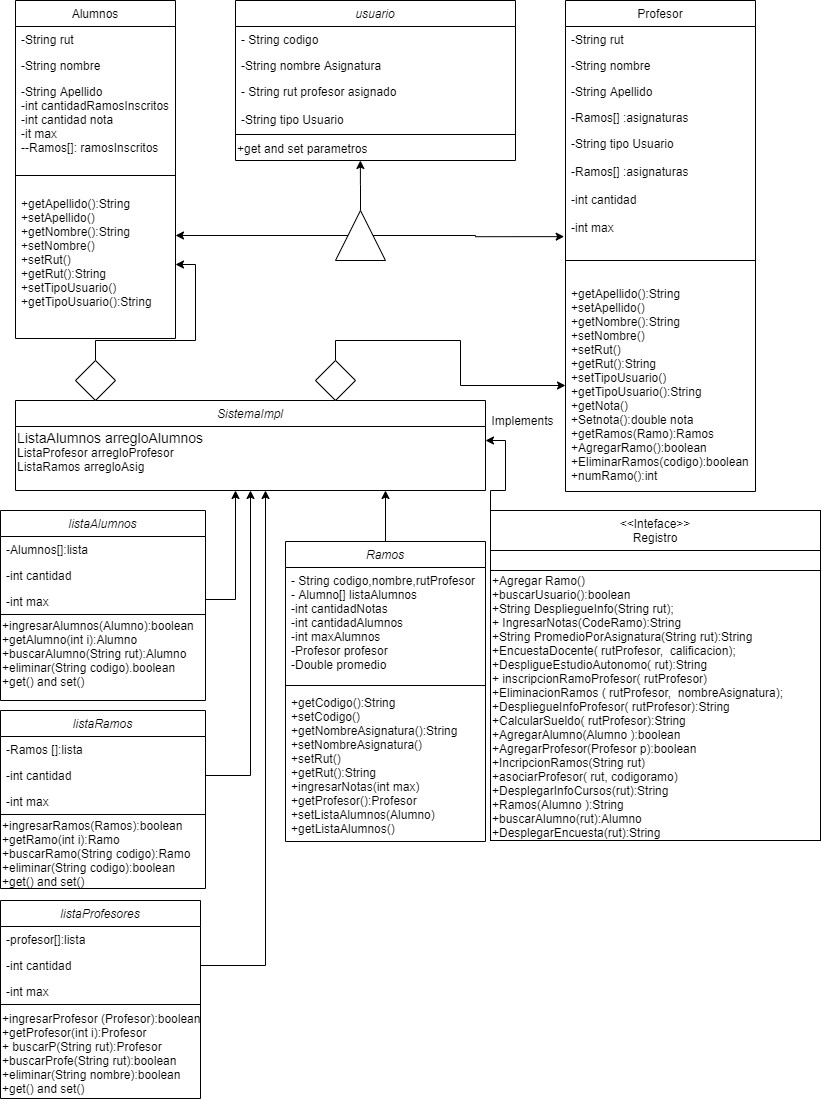 Alumnos
-String rut
-String nombre
-String Apellido
-int cantidadRamosInscritos
-int cantidad nota
-it max
--Ramos[]: ramosInscritos
+getApellido():String
+setApellido()
+getNombre():String
+setNombre()
+setRut()
+getRut():String
+setTipoUsuario()
+getTipoUsuario():String
usuario
- String codigo
-String nombre Asignatura
- String rut profesor asignado
-String tipo Usuario
+get and set parametros
Profesor
-String rut
-String nombre
-String Apellido
-Ramos[] :asignaturas
-String tipo Usuario
-Ramos[] :asignaturas
-int cantidad
-int max
+getApellido():String
+setApellido()
+getNombre():String
+setNombre()
+setRut()
+getRut():String
+setTipoUsuario()
+getTipoUsuario():String
+getNota()
+Setnota():double nota
+getRamos(Ramo):Ramos
+AgregarRamo():boolean
+EliminarRamos(codigo):boolean
+numRamo():int
SistemaImpl
ListaAlumnos arregloAlumnos
ListaProfesor arregloProfesor
ListaRamos arregloAsig
Implements
listaAlumnos
-Alumnos[]:lista
-int cantidad
-int max
+ingresarAlumnos(Alumno):boolean
+getAlumno(int i):Alumno
+buscarAlumno(String rut):Alumno
+eliminar(String codigo).boolean
+get() and set()
listaRamos
-Ramos []:lista
-int cantidad
-int max
+ingresarRamos(Ramos):boolean
+getRamo(int i):Ramo
+buscarRamo(String codigo):Ramo
+eliminar(String codigo):boolean
+get() and set()
listaProfesores
-profesor[]:lista
-int cantidad
-int max
+ingresarProfesor (Profesor):boolean
+getProfesor(int i):Profesor
+ buscarP(String rut):Profesor
+buscarProfe(String rut):boolean
+eliminar(String nombre):boolean
+get() and set()
Ramos
- String codigo,nombre,rutProfesor
- Alumno[] listaAlumnos
-int cantidadNotas
-int cantidadAlumnos
-int maxAlumnos
-Profesor profesor
-Double promedio
+getCodigo():String
+setCodigo()
+getNombreAsignatura():String
+setNombreAsignatura()
+setRut()
+getRut():String
+ingresarNotas(int max)
+getProfesor():Profesor
+setListaAlumnos(Alumno)
+getListaAlumnos()
<<Inteface>>
Registro
+Agregar Ramo()
+buscarUsuario():boolean
+String DespliegueInfo(String rut);
+ IngresarNotas(CodeRamo):String
+String PromedioPorAsignatura(String rut):String
+EncuestaDocente( rutProfesor,  calificacion);
+DespligueEstudioAutonomo( rut):String
+ inscripcionRamoProfesor( rutProfesor)
+EliminacionRamos ( rutProfesor,  nombreAsignatura);
+DespliegueInfoProfesor( rutProfesor):String
+CalcularSueldo( rutProfesor):String
+AgregarAlumno(Alumno ):boolean
+AgregarProfesor(Profesor p):boolean
+IncripcionRamos(String rut)
+asociarProfesor( rut, codigoramo)
+DesplegarInfoCursos(rut):String
+Ramos(Alumno ):String
+buscarAlumno(rut):Alumno
+DesplegarEncuesta(rut):String